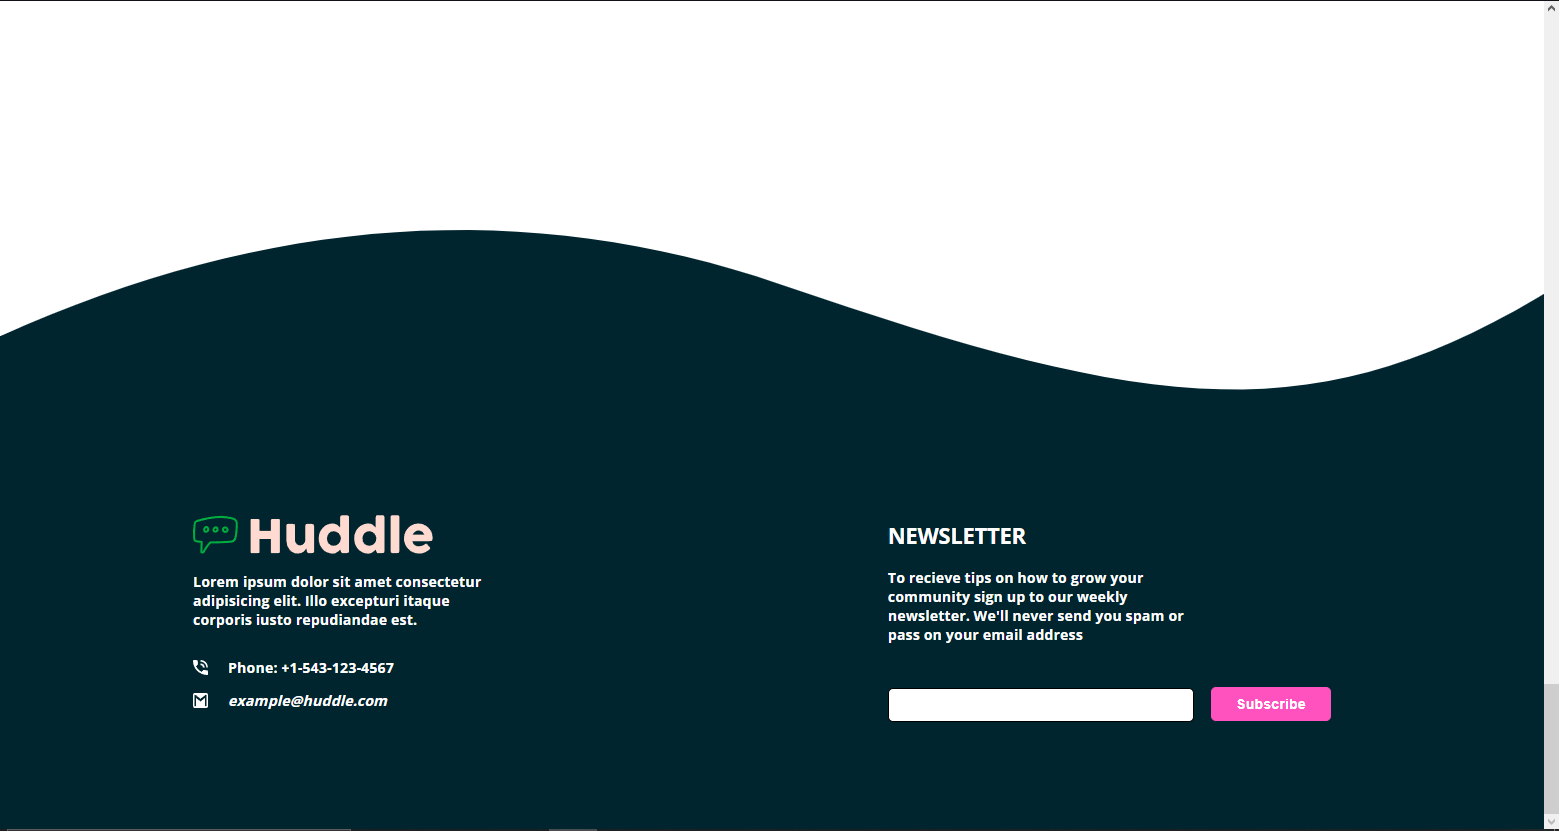 Huddle
Lorem ipsum dolor sit amet consectetur
adipisicing elit. Illo excepturi itaque
corporis iusto repudiandae est.
Phone: +1-543-123-4567
example@huddle.com
NEWSLETTER
To recieve tips on how to grow your
community sign up to our weekly
newsletter. We'll never send you spam or
pass on your email address
Subscribe